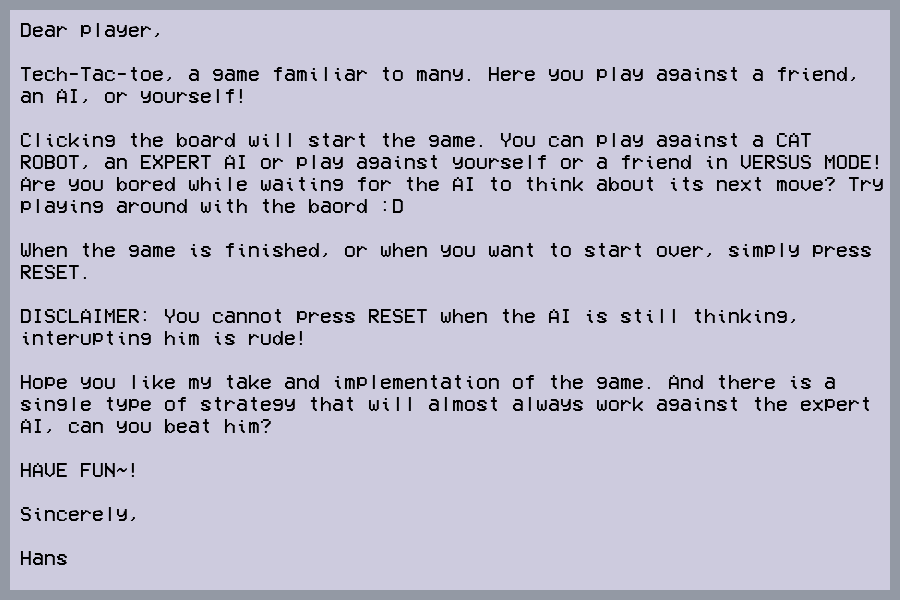 Dear player,
Tech-Tac-toe, a game familiar to many. Here you play against a friend,
an AI, or yourself!
Clicking the board will start the game. You can play against a CAT
ROBOT, an EXPERT AI or play against yourself or a friend in VERSUS MODE!
Are you bored while waiting for the AI to think about its next move? Try
playing around with the baord :D
When the game is finished, or when you want to start over, simply press
RESET.
DISCLAIMER: You cannot press RESET when the AI is still thinking,
interupting him is rude!
Hope you like my take and implementation of the game. And there is a
single type of strategy that will almost always work against the expert
AI, can you beat him?
HAVE FUN~!
Sincerely,
Hans